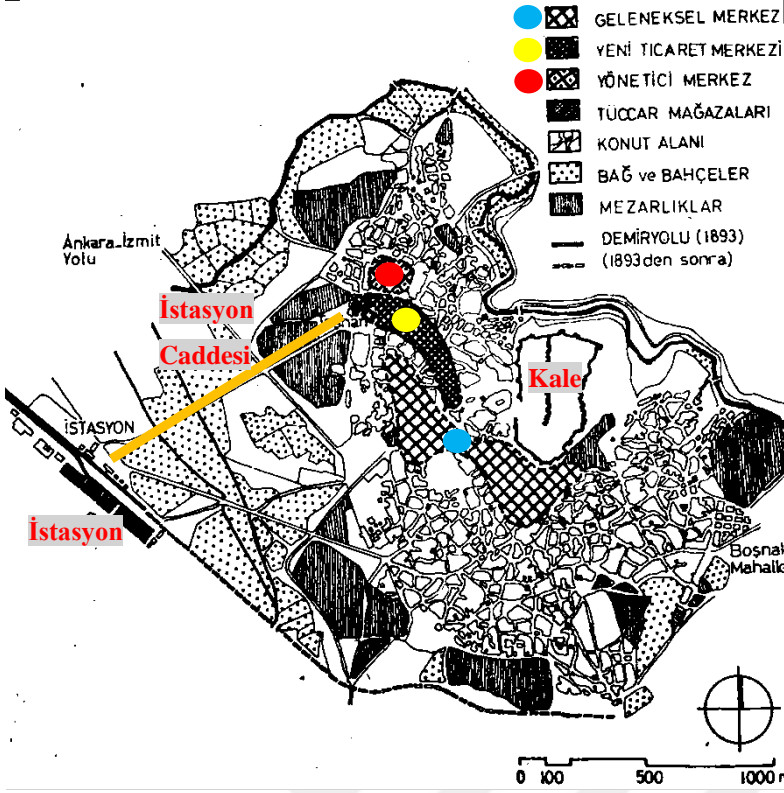 GELENEKSEL MERKEZ
YENİ TİCARET MERKEZİ
YÖNETİCİ MERKEZ
TÜCCAR MAĞAZALARI
KONUT ALANI
BAĞ ve BAHÇELER
MEZARLIKLAR
DEMİRYOLU (1893)
(1893den sonra)
Ankara_İzmit
Yolu
İstasyon
Caddesi
Kale
İSTASYON
İstasyon
Boşnak
Mahalle
0 100 500 1000 m